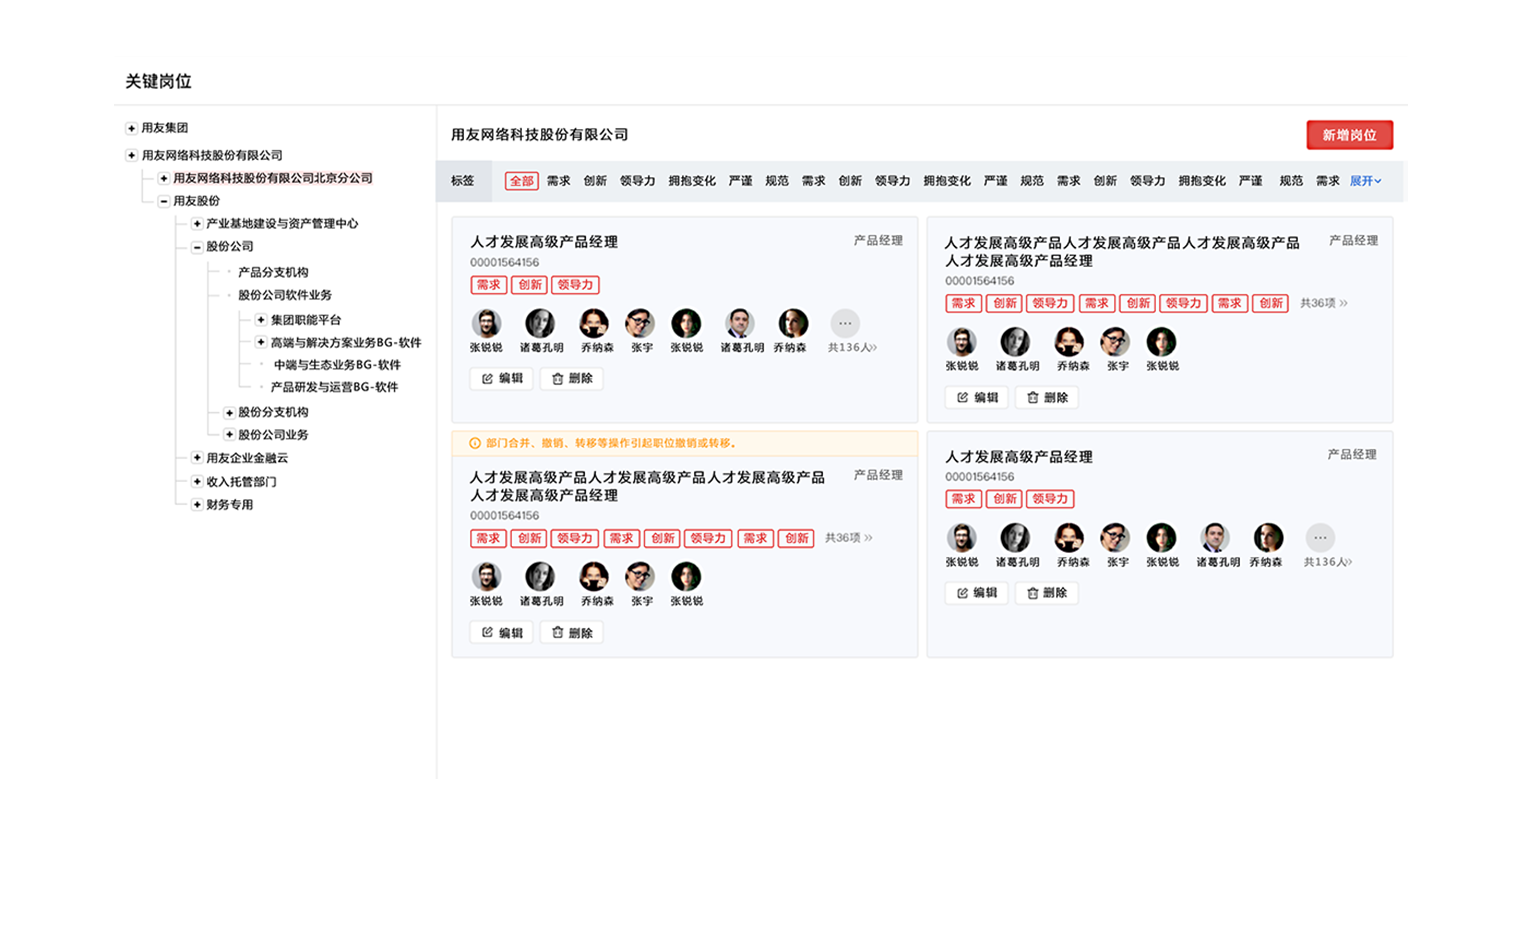 关键岗位
用友集团
用友网络科技股份有限公司
用友网络科技股份有限公司北京分公司
用友股份
产业基地建设与资产管理中心
股份公司
产品分支机构
股份公司软件业务
集团职能平台
高端与解决方案业务BG-软件
中端与生态业务BG-软件
产品研发与运营BG-软件
股份分支机构
股份公司业务
用友企业金融云
收入托管部门
财务专用
用友网络科技股份有限公司
新增岗位
标签 全部 需求 创新 领导力 拥抱变化 严谨 规范 需求 创新 领导力 拥抱变化 严谨 规范 需求 创新 领导力 拥抱变化 严谨 规范 需求 展开
人才发展高级产品经理 产品经理
00001564156
需求 创新 领导力
张锐锐 诸葛孔明 乔纳森 张宇 张锐锐 诸葛孔明 乔纳森 共136人»
编辑 删除
人才发展高级产品人才发展高级产品人才发展高级产品 产品经理
人才发展高级产品经理
00001564156
需求 创新 领导力 需求 创新 领导力 需求 创新 共36项 »
张锐锐 诸葛孔明 乔纳森 张宇 张锐锐
编辑 删除
部门合并、撤销、转移等操作引起职位撤销或转移。
人才发展高级产品人才发展高级产品人才发展高级产品 产品经理
人才发展高级产品经理
00001564156
需求 创新 领导力 需求 创新 领导力 需求 创新 共36项 »
张锐锐 诸葛孔明 乔纳森 张宇 张锐锐
编辑 删除
人才发展高级产品经理 产品经理
00001564156
需求 创新 领导力
张锐锐 诸葛孔明 乔纳森 张宇 张锐锐 诸葛孔明 乔纳森 共136人»
编辑 删除